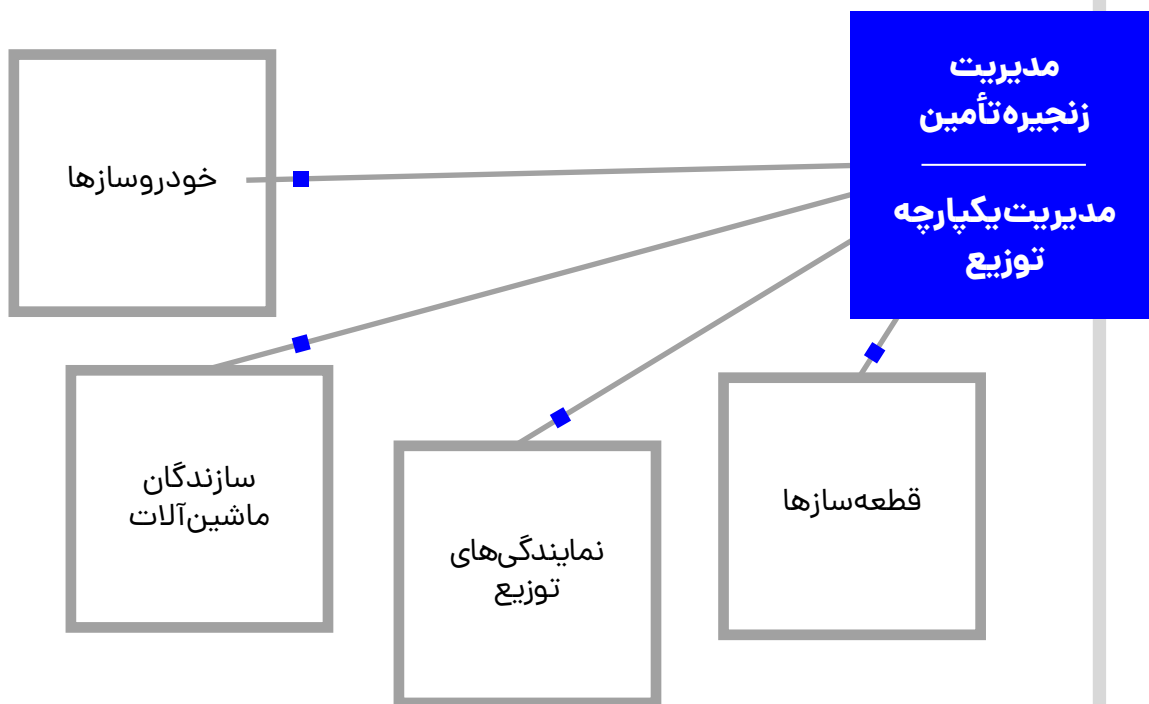 مدیریت
زنجیره‌تأمین
مدیریت‌یکپارچه
توزیع
خودروسازها
سازندگان
ماشین‌آلات
نمایندگی‌های
توزیع
قطعه‌سازها